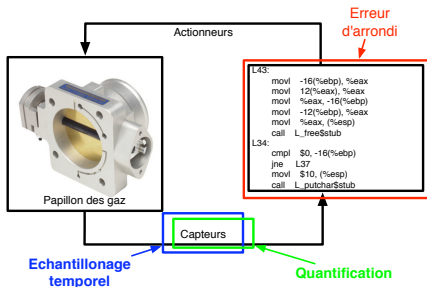 Erreur
d'arrondi
Actionneurs
L43:
movl -16(%ebp), %eax
movl 12(%eax), %eax
movl %eax, -16(%ebp)
movl -12(%ebp), %eax
movl %eax, (%esp)
call L_free$stub
L34:
cmpl $0, -16(%ebp)
jne L37
movl $10, (%esp)
call L_putchar$stub
Papillon des gaz
Capteurs
Echantillonage
temporel
Quantification